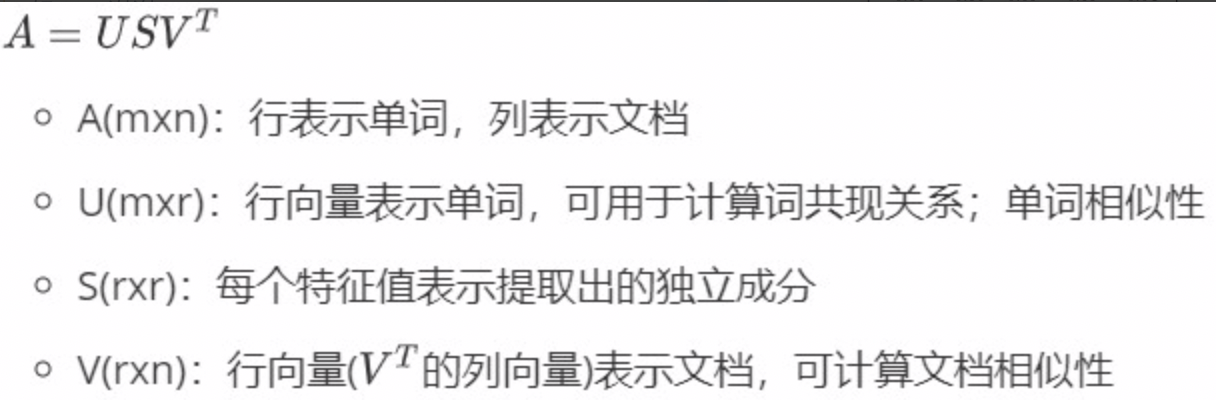 A = USV^T
A(mxn)：行表示单词，列表示文档
U(mxr)：行向量表示单词，可用于计算词共现关系；单词相似性
S(rxr)：每个特征值表示提取出的独立成分
V(rxn)：行向量(V^T的列向量)表示文档，可计算文档相似性